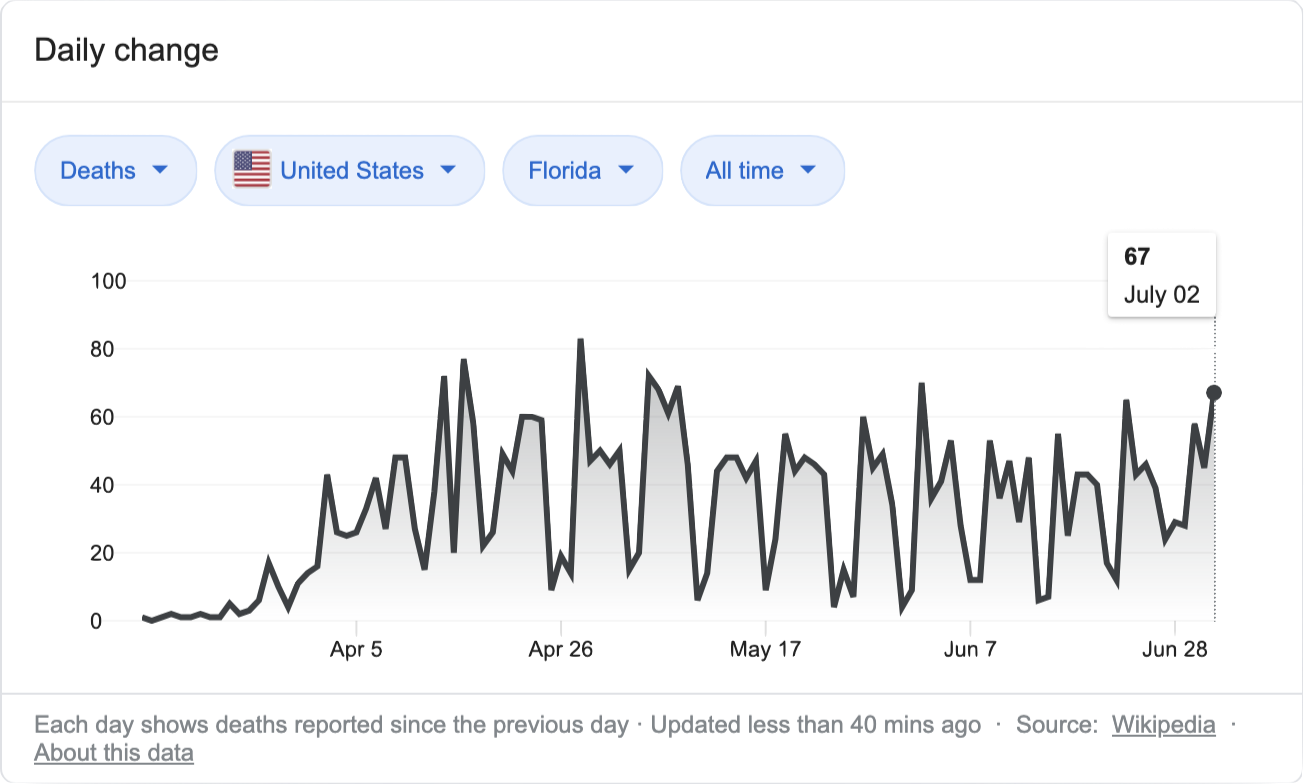 Daily change
Deaths United States Florida All time
67
July 02
100
80
60
40
20
0
Apr 5 Apr 26 May 17 Jun 7 Jun 28
Each day shows deaths reported since the previous day · Updated less than 40 mins ago · Source: Wikipedia ·
About this data